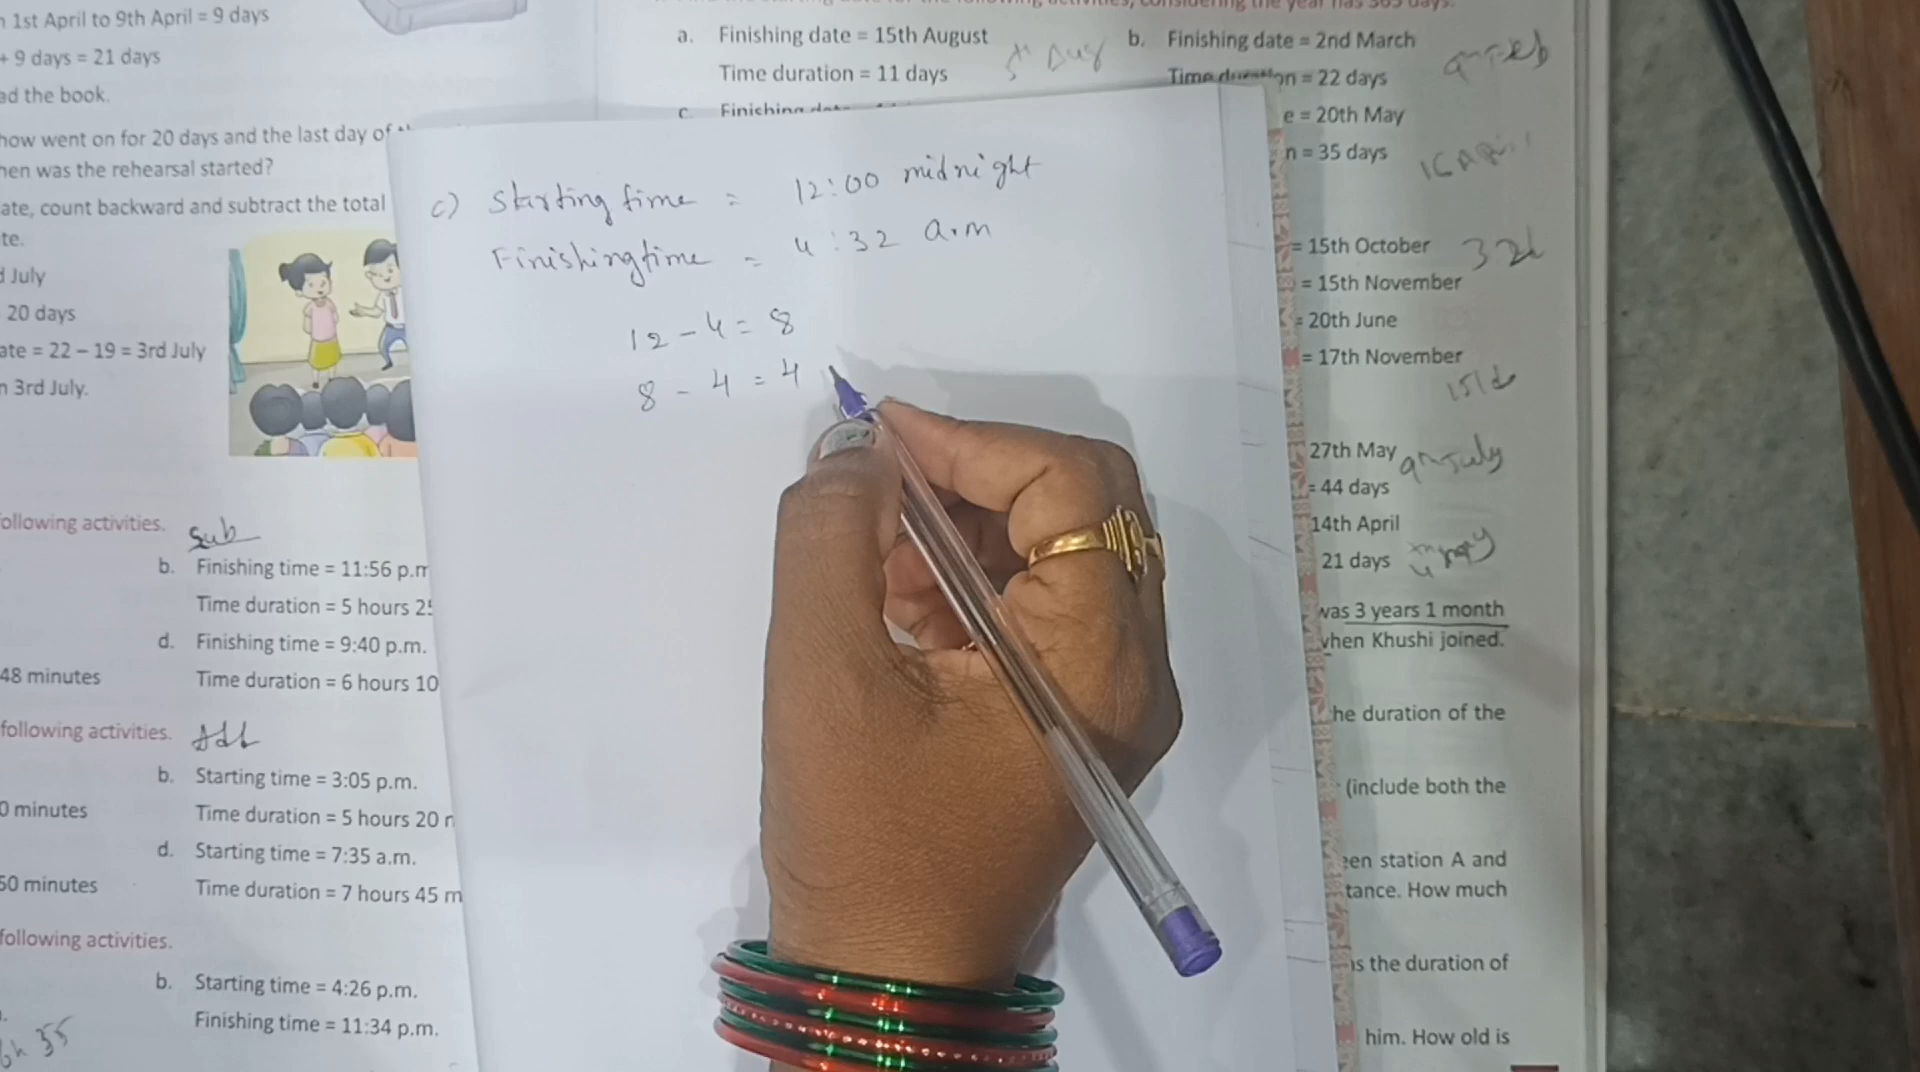 1st April to 9th April = 9 days
+ 9 days = 21 days
ad the book.
how went on for 20 days and the last day of
hen was the rehearsal started?
ate, count backward and subtract the total
te.
July
20 days
ate = 22 – 19 = 3rd July
n 3rd July.
ollowing activities. Sub
b. Finishing time = 11:56 p.m
Time duration = 5 hours 25
d. Finishing time = 9:40 p.m.
48 minutes
Time duration = 6 hours 10
following activities. Add
b. Starting time = 3:05 p.m.
0 minutes
Time duration = 5 hours 20
d. Starting time = 7:35 a.m.
50 minutes
Time duration = 7 hours 45 m
following activities.
b. Starting time = 4:26 p.m.
Finishing time = 11:34 p.m.
a. Finishing date = 15th August
Time duration = 11 days
b. Finishing date = 2nd March
Time duration = 22 days
c. Finishing date
e = 20th May
n = 35 days
c) Starting time = 12:00 midnight
Finishing time = 4:32 a.m
12 - 4 = 8
8 - 4 = 4
= 15th October
= 15th November
= 20th June
= 17th November
27th May
= 44 days
14th April
21 days
was 3 years 1 month
when Khushi joined.
he duration of the
(include both the
een station A and
tance. How much
s the duration of
him. How old is